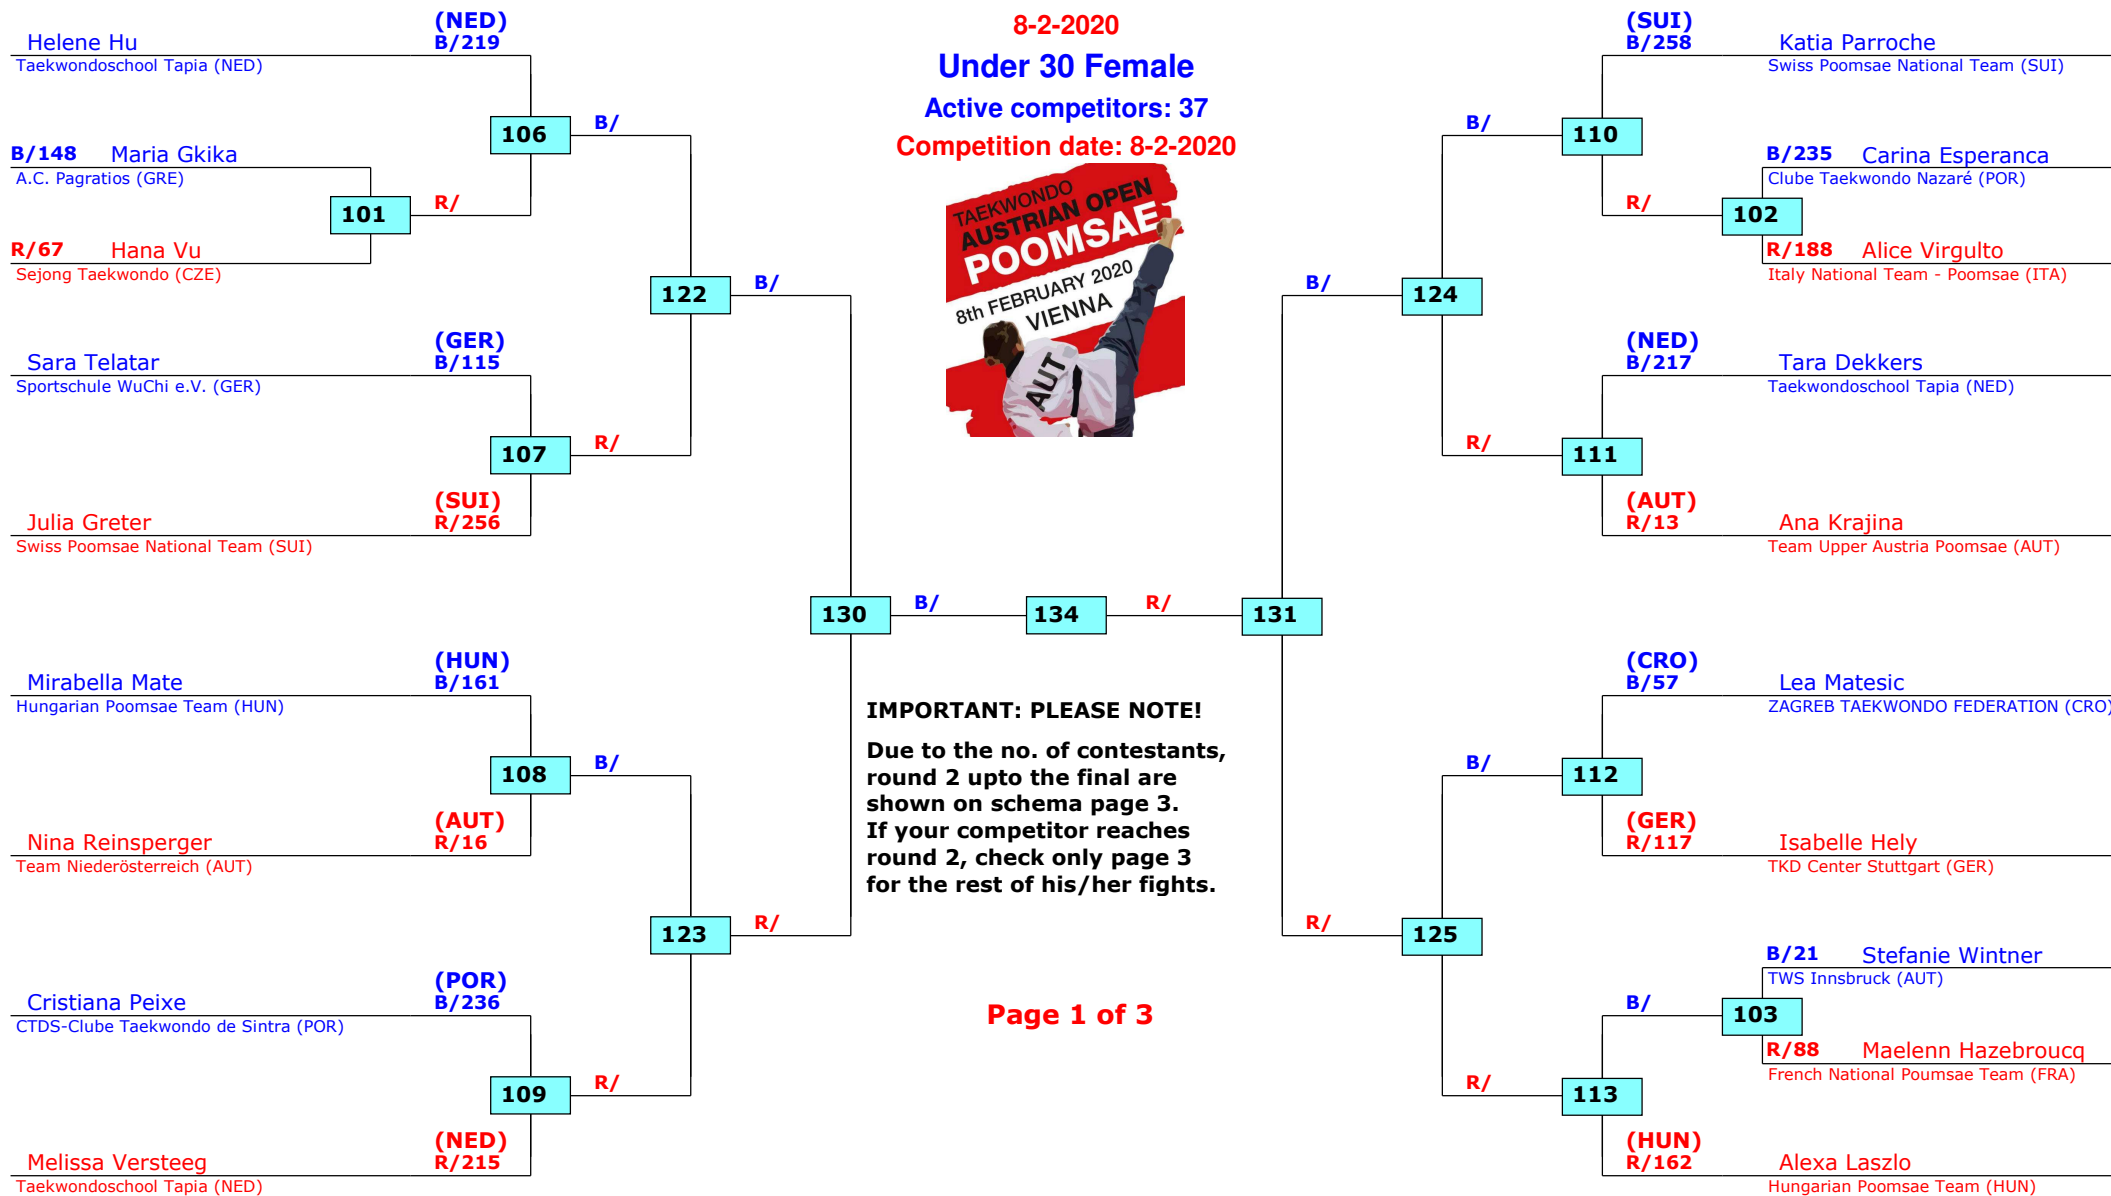 (NED)
Helene Hu
B/219
Taekwondoschool Tapia (NED)
106
B/
B/148 Maria Gkika
A.C. Pagratios (GRE)
101
R/
R/67 Hana Vu
Sejong Taekwondo (CZE)
122
B/
(GER)
Sara Telatar
B/115
Sportschule WuChi e.V. (GER)
107
R/
(SUI)
Julia Greter
R/256
Swiss Poomsae National Team (SUI)
130
B/
134
R/
131
(HUN)
Mirabella Mate
B/161
Hungarian Poomsae Team (HUN)
108
B/
(AUT)
Nina Reinsperger
R/16
Team Niederösterreich (AUT)
123
R/
(POR)
Cristiana Peixe
B/236
CTDS-Clube Taekwondo de Sintra (POR)
109
R/
(NED)
Melissa Versteeg
R/215
Taekwondoschool Tapia (NED)
8-2-2020
Under 30 Female
Active competitors: 37
Competition date: 8-2-2020
TAEKWONDO
AUSTRIAN OPEN
POOMSAE
8th FEBRUARY 2020
VIENNA
AUT
IMPORTANT: PLEASE NOTE!
Due to the no. of contestants,
round 2 upto the final are
shown on schema page 3.
If your competitor reaches
round 2, check only page 3
for the rest of his/her fights.
Page 1 of 3
(SUI)
B/258 Katia Parroche
Swiss Poomsae National Team (SUI)
B/
110
B/235 Carina Esperanca
Clube Taekwondo Nazaré (POR)
R/
102
R/188 Alice Virgulto
Italy National Team - Poomsae (ITA)
B/
124
(NED)
B/217 Tara Dekkers
Taekwondoschool Tapia (NED)
R/
111
(AUT)
R/13 Ana Krajina
Team Upper Austria Poomsae (AUT)
(CRO)
B/57 Lea Matesic
ZAGREB TAEKWONDO FEDERATION (CRO)
B/
112
(GER)
R/117 Isabelle Hely
TKD Center Stuttgart (GER)
R/
125
B/21 Stefanie Wintner
TWS Innsbruck (AUT)
B/
103
R/88 Maelenn Hazebroucq
French National Poumsae Team (FRA)
R/
113
(HUN)
R/162 Alexa Laszlo
Hungarian Poomsae Team (HUN)